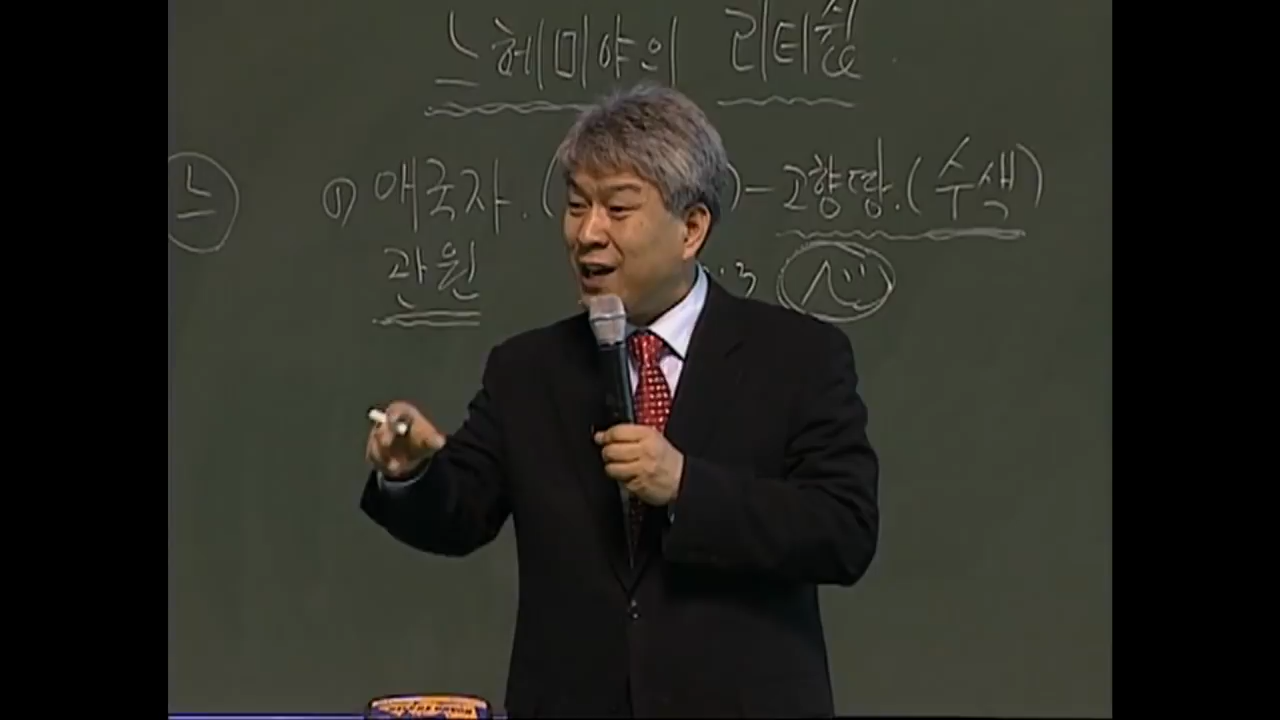 느헤미야의 리더쉽
느 ① 애국자. ( )-고향땅.(수색)
관원 3 心